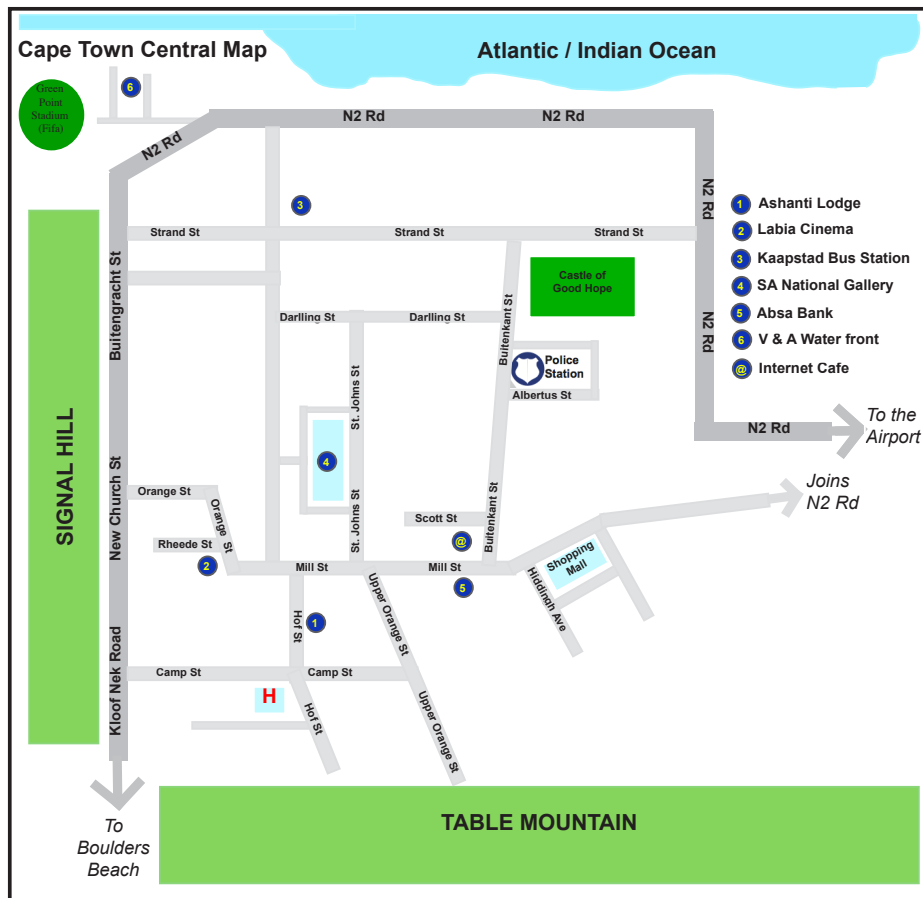 Cape Town Central Map
Atlantic / Indian Ocean
Green
Point
Stadium
(Fifa)
6
N2 Rd
N2 Rd
N2 Rd
N2 Rd
N2 Rd
N2 Rd
3
Strand St
Strand St
Strand St
1 Ashanti Lodge
2 Labia Cinema
3 Kaapstad Bus Station
4 SA National Gallery
5 Absa Bank
6 V & A Water front
@ Internet Cafe
Castle of
Good Hope
Buitengracht St
Darlling St
Darlling St
Buitenkant St
Police
Station
Albertus St
St. Johns St
To the
Airport
SIGNAL HILL
New Church St
4
Orange St
Orange St
Rheede St
2
St. Johns St
Scott St
@
Buitenkant St
Joins
N2 Rd
Mill St
Mill St
5
Shopping
Mall
Hiddingh Ave
Hof St
1
Upper Orange St
Kloof Nek Road
Camp St
Camp St
H
Hof St
Upper Orange St
TABLE MOUNTAIN
To
Boulders
Beach